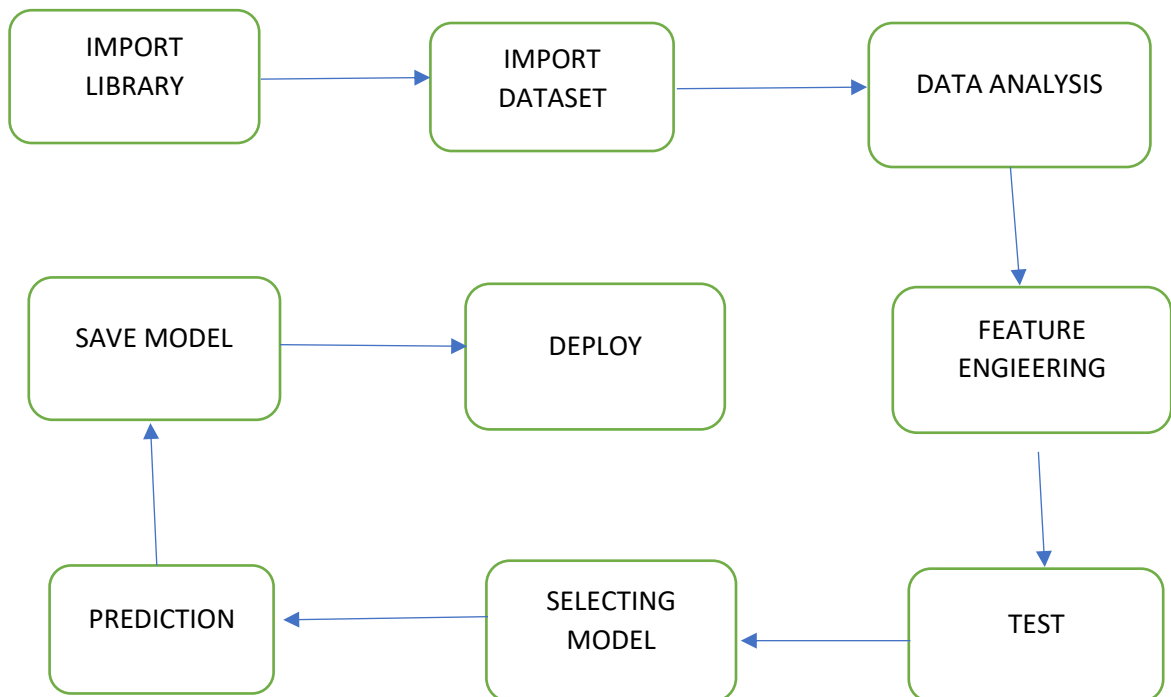 IMPORT
LIBRARY
IMPORT
DATASET
DATA ANALYSIS
FEATURE
ENGIEERING
TEST
SELECTING
MODEL
PREDICTION
SAVE MODEL
DEPLOY